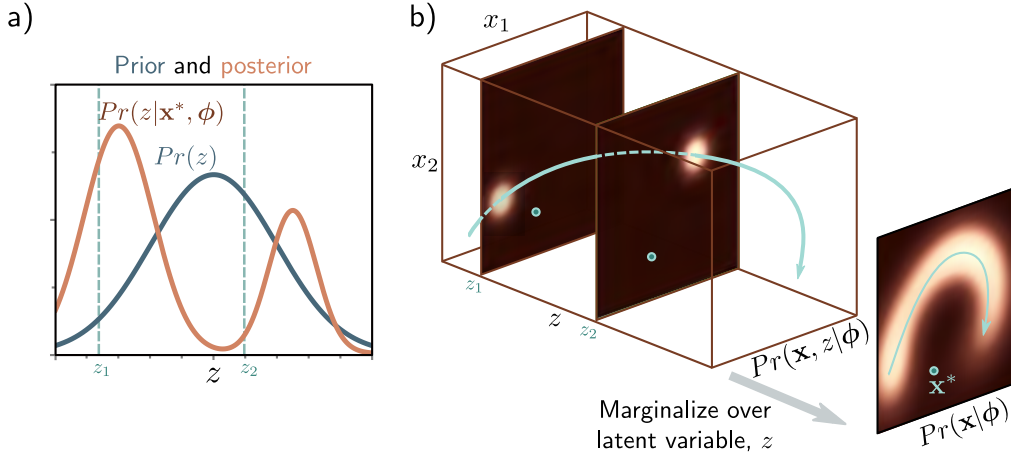 a)
Prior and posterior
Pr(z|x*, ϕ)
Pr(z)
z₁
z
z₂
b)
x₁
x₂
z₁
z
z₂
Pr(x, z|ϕ)
Marginalize over
latent variable, z
x*
Pr(x|ϕ)